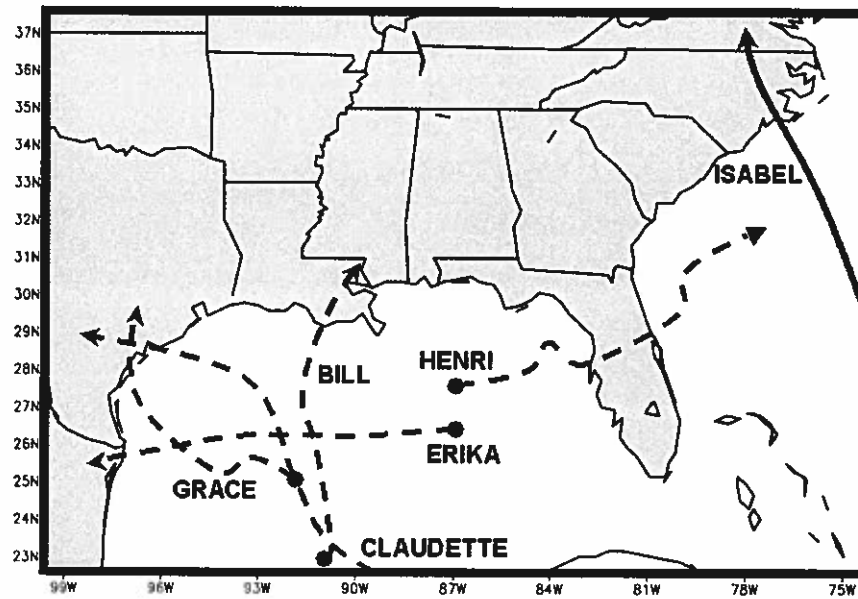 37N
36N
35N
34N
33N
ISABEL
32N
31N
30N
29N
28N
HENRI
BILL
27N
26N
ERIKA
25N
GRACE
24N
CLAUDETTE
23N
99W 96W 93W 90W 87W 84W 81W 78W 75W